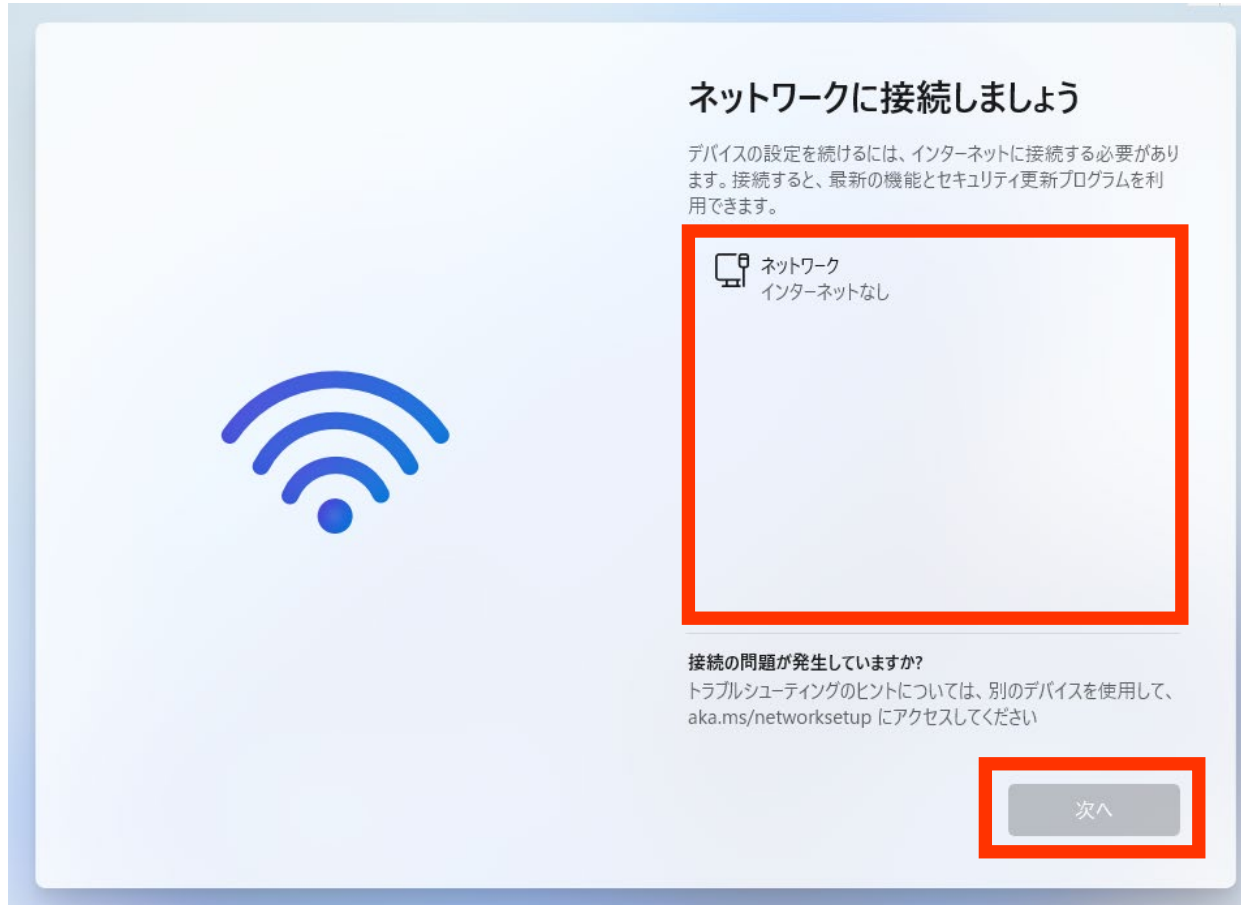 ネットワークに接続しましょう
デバイスの設定を続けるには、インターネットに接続する必要があり
ます。接続すると、最新の機能とセキュリティ更新プログラムを利
用できます。
ネットワーク
インターネットなし
接続の問題が発生していますか?
トラブルシューティングのヒントについては、別のデバイスを使用して、
aka.ms/networksetup にアクセスしてください
次へ